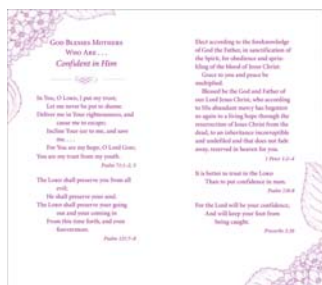 God Blesses Mothers
Who Are . . .
Confident in Him
In You, O Lord, I put my trust;
Let me never be put to shame.
Deliver me in Your righteousness, and
cause me to escape;
Incline Your ear to me, and save
me . . .
For You are my hope, O Lord God;
You are my trust from my youth.
Psalm 71:1–2, 5
The Lord shall preserve you from all
evil;
He shall preserve your soul.
The Lord shall preserve your going
out and your coming in
From this time forth, and even
forevermore.
Psalm 121:7–8
Elect according to the foreknowledge
of God the Father, in sanctification of
the Spirit, for obedience and sprin-
kling of the blood of Jesus Christ:
Grace to you and peace be
multiplied.
Blessed be the God and Father of
our Lord Jesus Christ, who according
to His abundant mercy has begotten
us again to a living hope through the
resurrection of Jesus Christ from the
dead, to an inheritance incorruptible
and undefiled and that does not fade
away, reserved in heaven for you.
1 Peter 1:2–4
It is better to trust in the Lord
Than to put confidence in man.
Psalm 118:8
For the Lord will be your confidence,
And will keep your foot from
being caught.
Proverbs 3:26